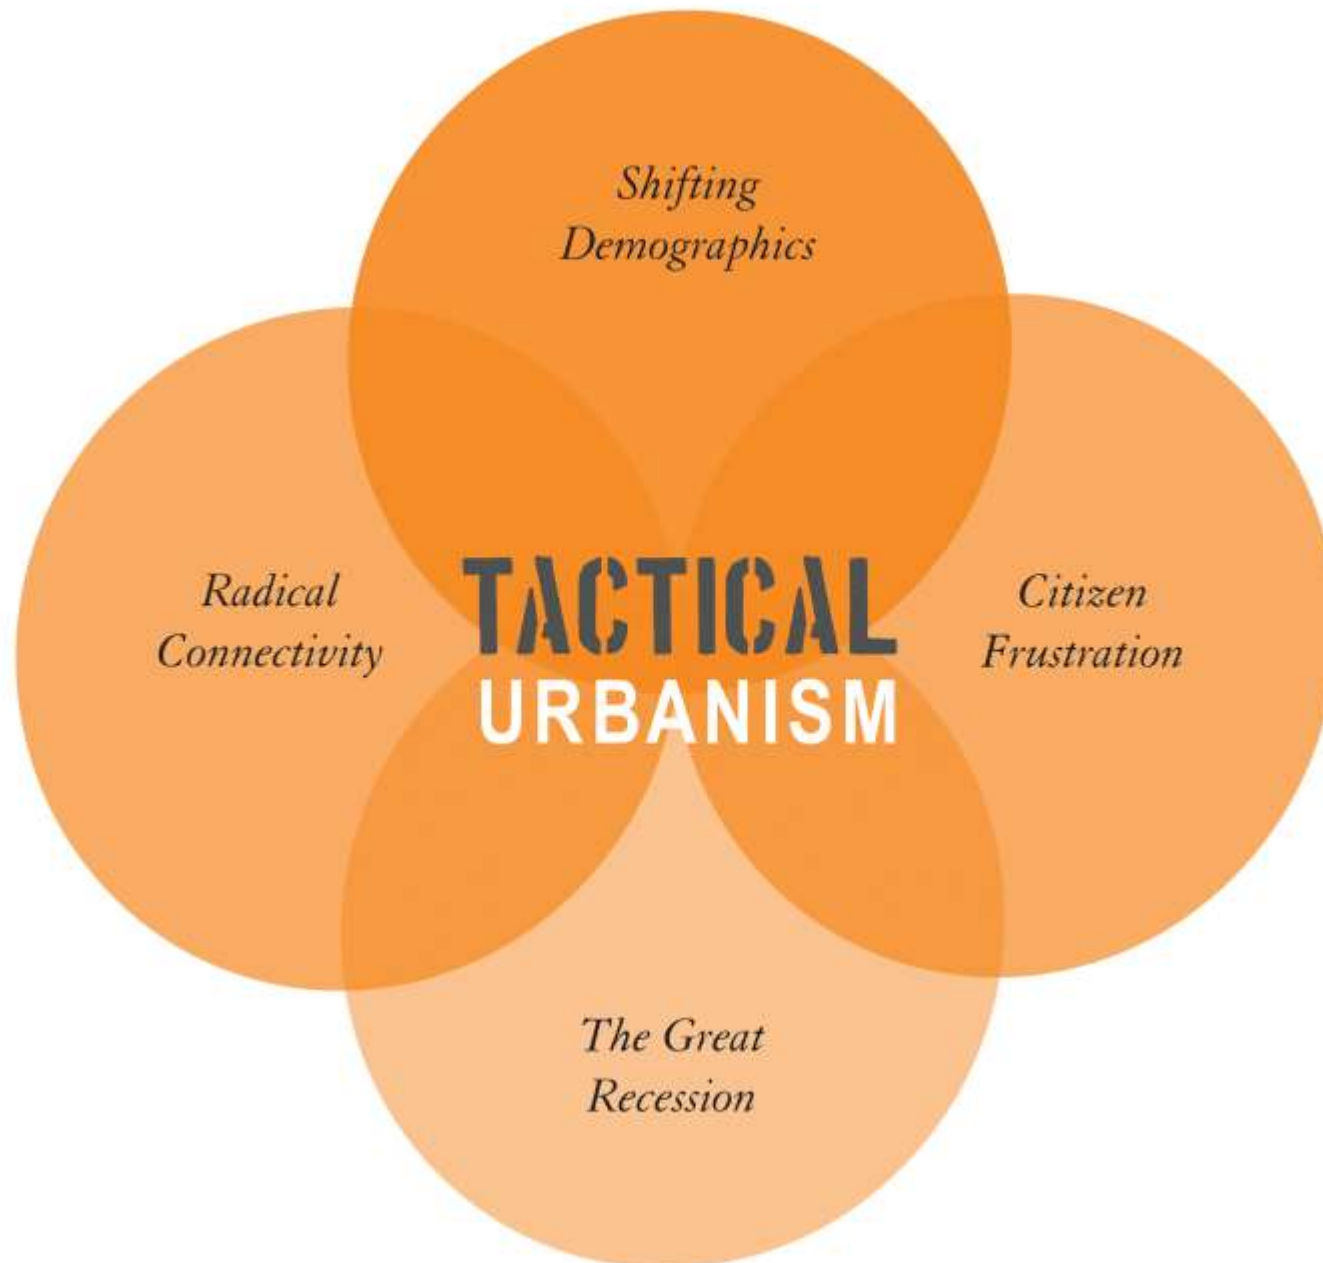 Shifting
Demographics
Radical
Connectivity
TACTICAL
URBANISM
Citizen
Frustration
The Great
Recession